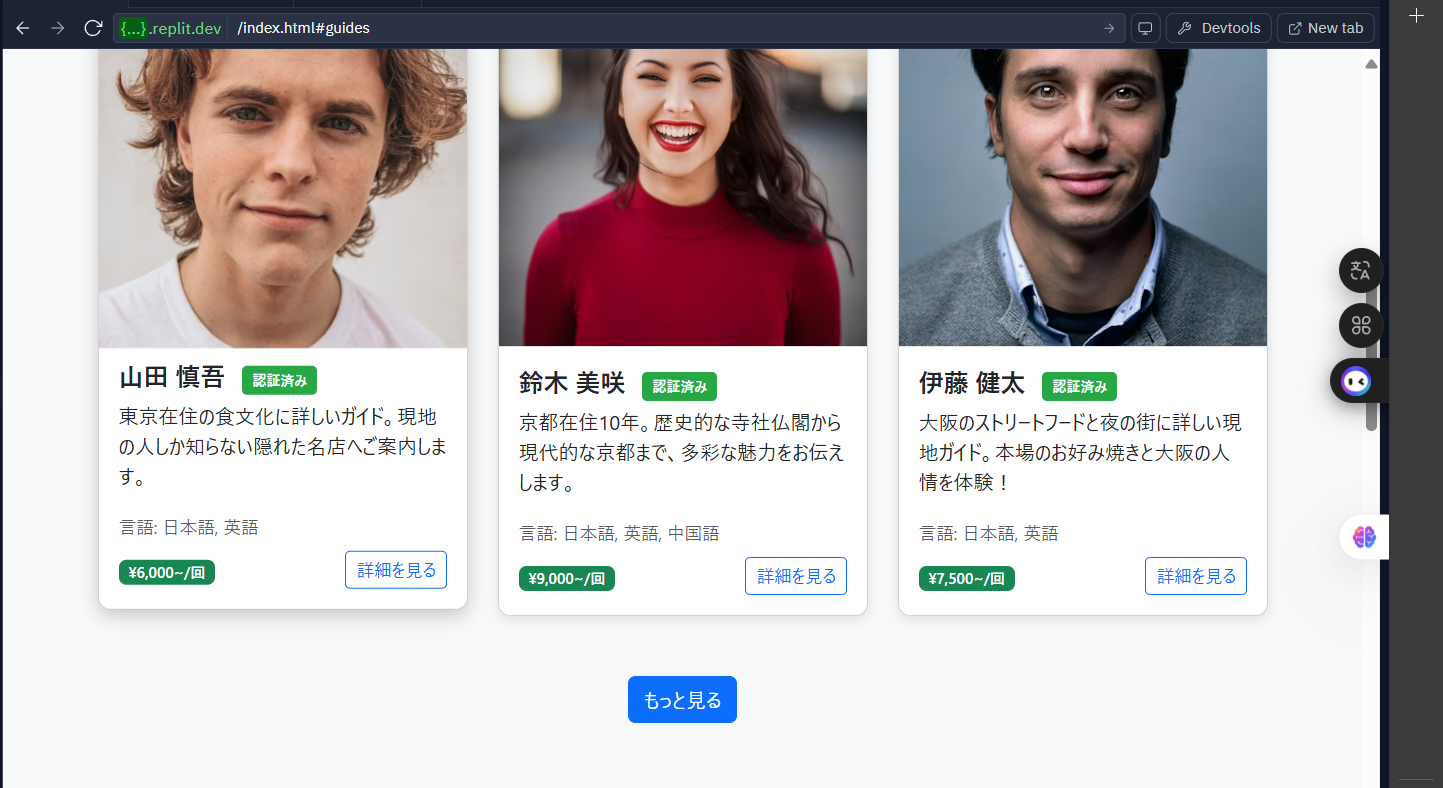 {...}.replit.dev /index.html#guides
Devtools
New tab
山田 慎吾 認証済み
東京在住の食文化に詳しいガイド。現地
の人しか知らない隠れた名店へご案内しま
す。
言語: 日本語, 英語
¥6,000~/回 詳細を見る
鈴木 美咲 認証済み
京都在住10年。歴史的な寺社仏閣から
現代的な京都まで、多彩な魅力をお伝え
します。
言語: 日本語, 英語, 中国語
¥9,000~/回 詳細を見る
伊藤 健太 認証済み
大阪のストリートフードと夜の街に詳しい現
地ガイド。本場のお好み焼きと大阪の人
情を体験！
言語: 日本語, 英語
¥7,500~/回 詳細を見る
もっと見る